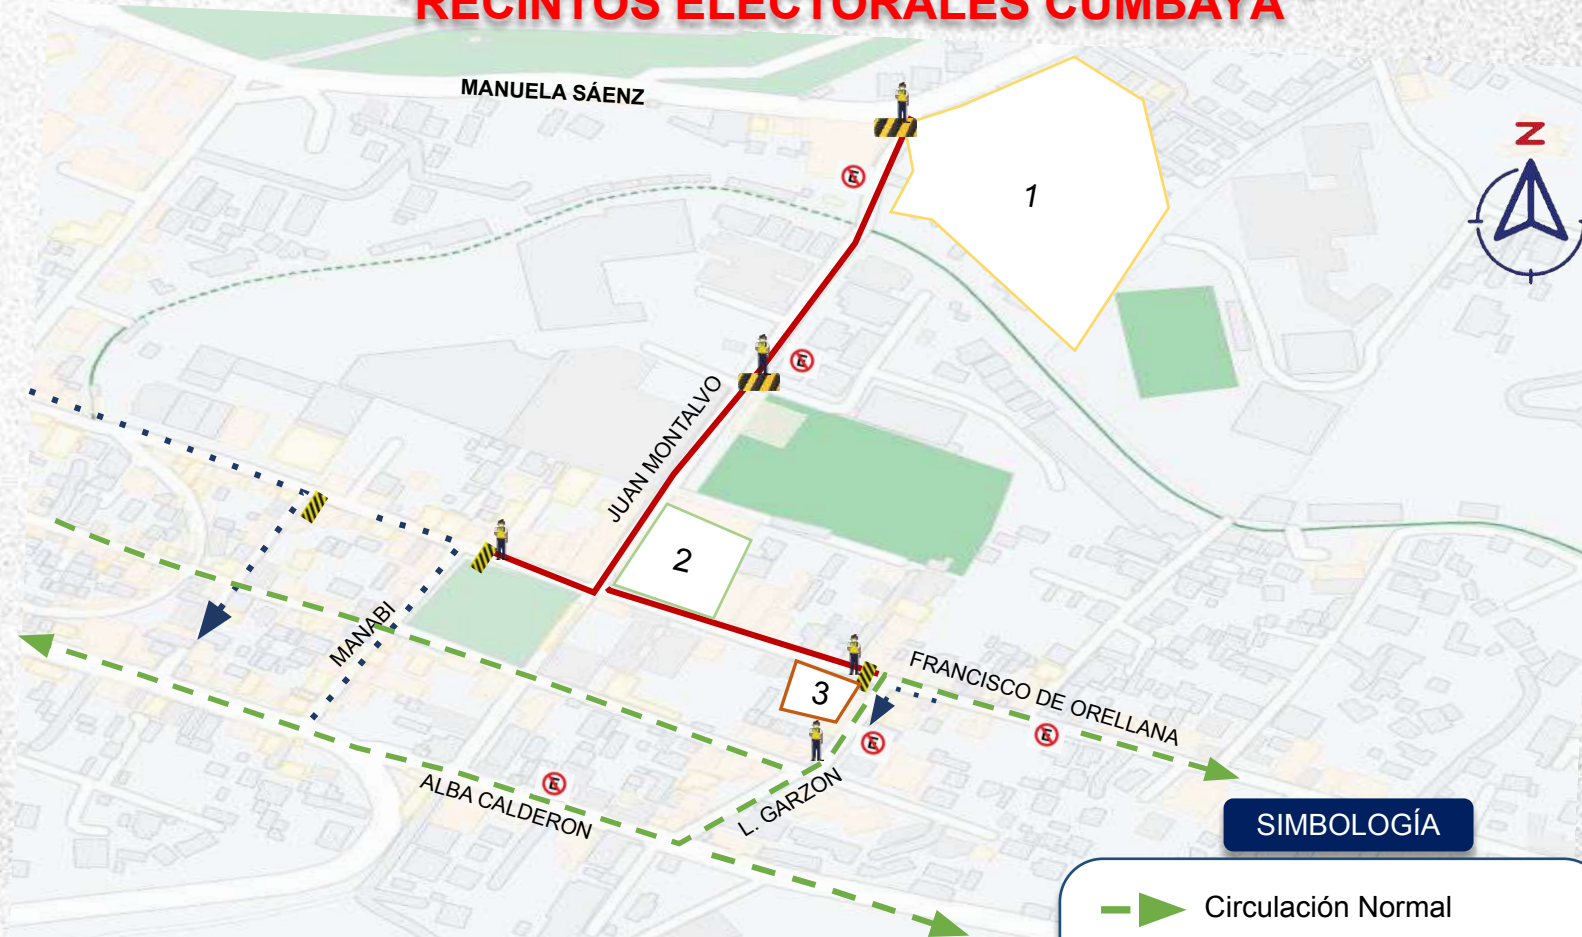 RECINTOS ELECTORALES CUMBAYA
MANUELA SÁENZ
N
E
1
E
JUAN MONTALVO
2
MANABI
3
FRANCISCO DE ORELLANA
E
E
E
ALBA CALDERON
L. GARZON
SIMBOLOGÍA
Circulación Normal